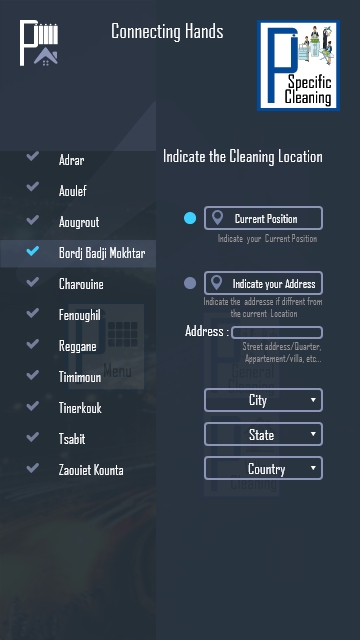 Connecting Hands
Specific
Cleaning
Adrar
Aoulef
Aougrout
Bordj Badji Mokhtar
Charouine
Fenoughil
Reggane
Timimoun
Tinerkouk
Tsabit
Zaouiet Kounta
Menu
Indicate the Cleaning Location
Current Position
Indicate your Current Position
Indicate your Address
Indicate the addresse if diffrent from
the current Location
Address :
Street address/Quarter,
Appartement/villa, etc...
General
Cleaning
City
State
Country